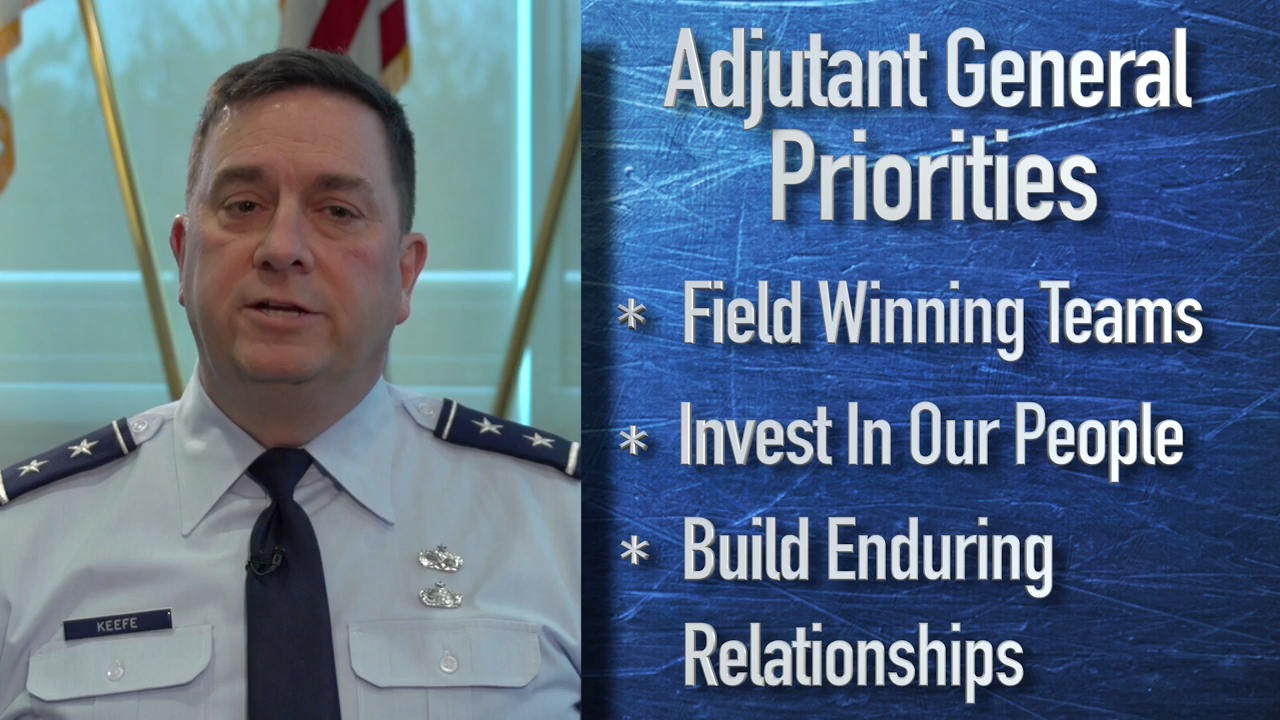 KEEFE
Adjutant General
Priorities
* Field Winning Teams
* Invest In Our People
* Build Enduring
Relationships